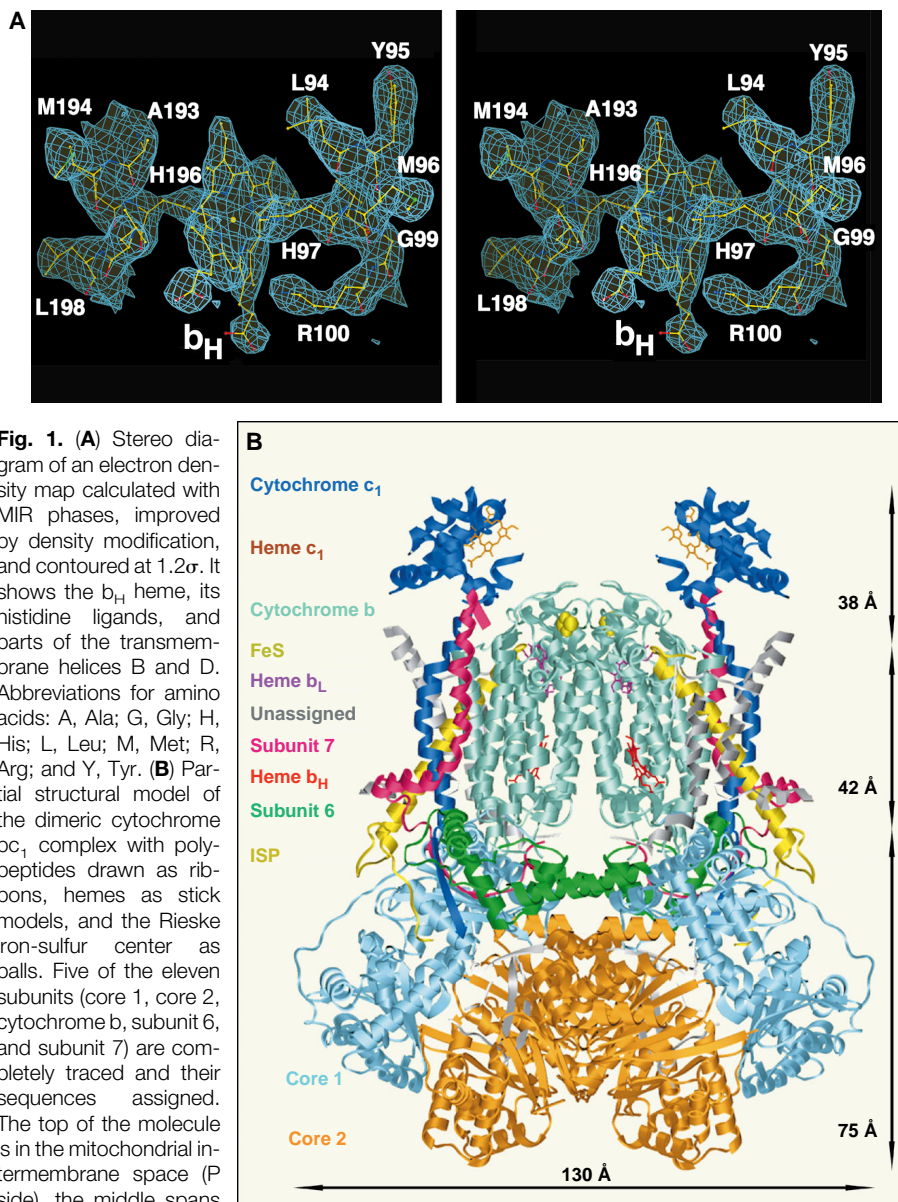 A
M194
A193
H196
L198
b_H
L94
Y95
M96
G99
H97
R100
M194
A193
H196
L198
b_H
L94
Y95
M96
G99
H97
R100
Fig. 1. (A) Stereo dia-
gram of an electron den-
sity map calculated with
MIR phases, improved
by density modification,
and contoured at 1.2σ. It
shows the b_H heme, its
histidine ligands, and
parts of the transmem-
brane helices B and D.
Abbreviations for amino
acids: A, Ala; G, Gly; H,
His; L, Leu; M, Met; R,
Arg; and Y, Tyr. (B) Par-
tial structural model of
the dimeric cytochrome
bc_1 complex with poly-
peptides drawn as rib-
bons, hemes as stick
models, and the Rieske
iron-sulfur center as
balls. Five of the eleven
subunits (core 1, core 2,
cytochrome b, subunit 6,
and subunit 7) are com-
pletely traced and their
sequences assigned.
The top of the molecule
is in the mitochondrial in-
termembrane space (P
side), the middle spans
B
Cytochrome c_1
Heme c_1
Cytochrome b
FeS
Heme b_L
Unassigned
Subunit 7
Heme b_H
Subunit 6
ISP
Core 1
Core 2
38 Å
42 Å
75 Å
130 Å